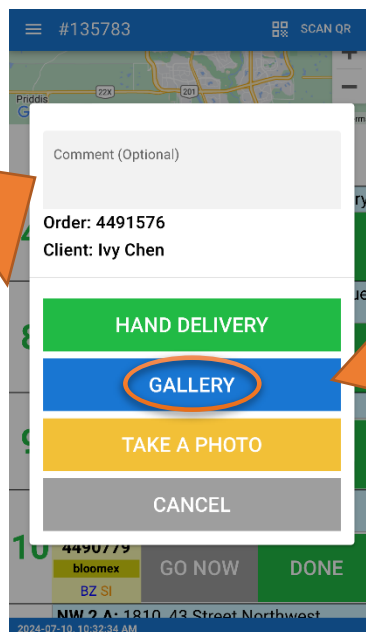 #135783
SCAN QR
Priddis
22X
201
Comment (Optional)
Order: 4491576
Client: Ivy Chen
HAND DELIVERY
GALLERY
TAKE A PHOTO
CANCEL
10
4490779
bloomex
BZ SI
GO NOW
DONE
NW 2 A: 1810, 43 Street Northwest
2024-07-10, 10:32:34 AM